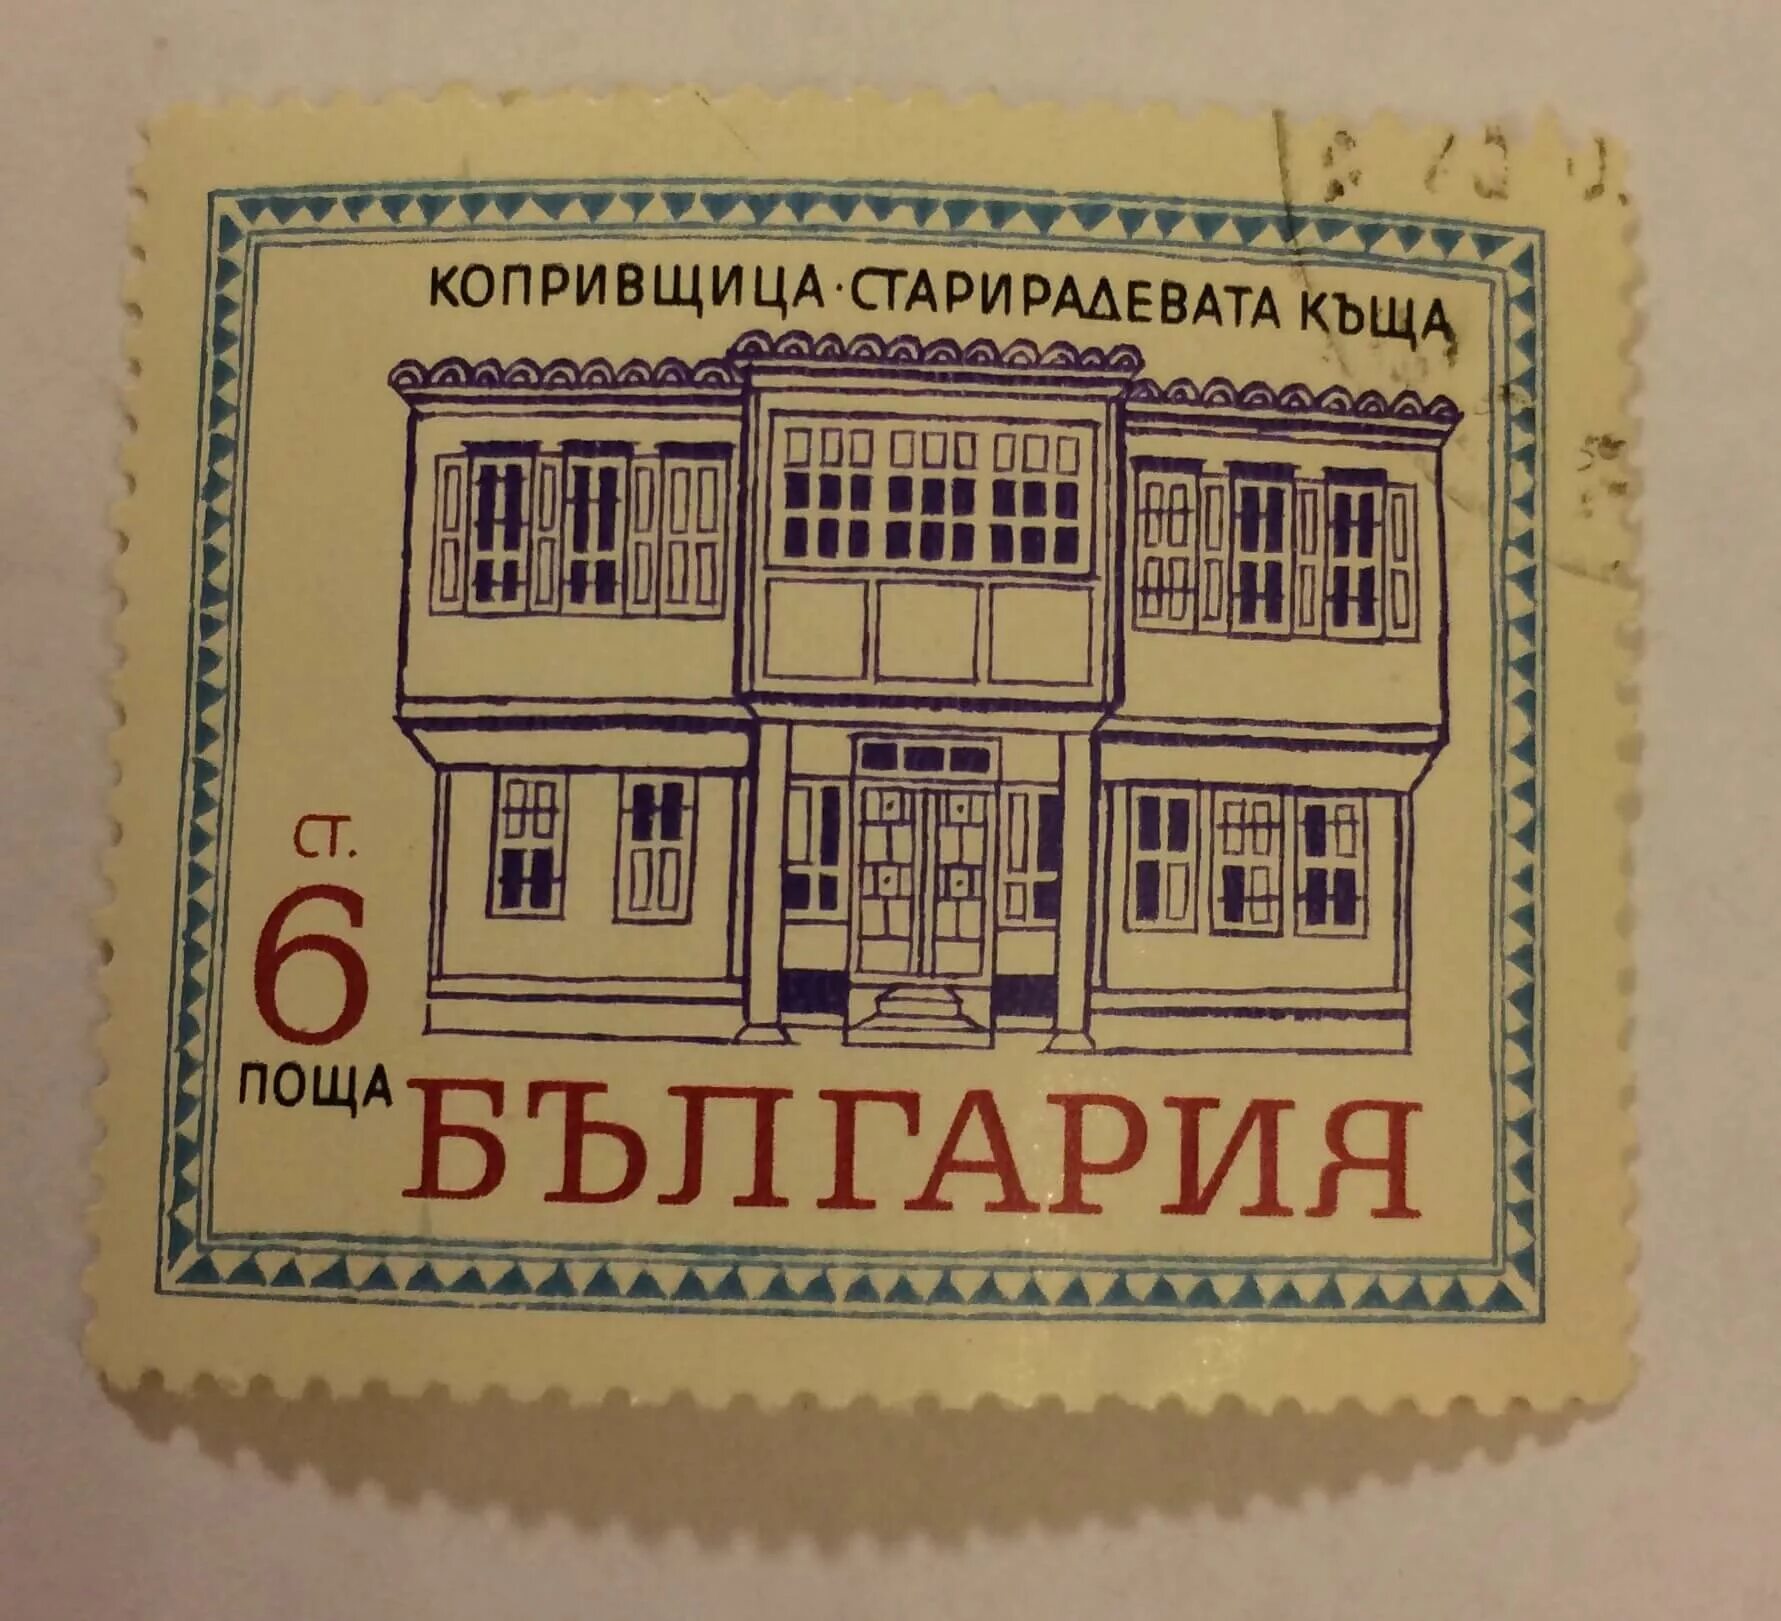 КОПРИВЩИЦА·СТАРИРАДЕВАТА КЪЩА
СТ.
6
ПОЩА
БЪЛГАРИЯ